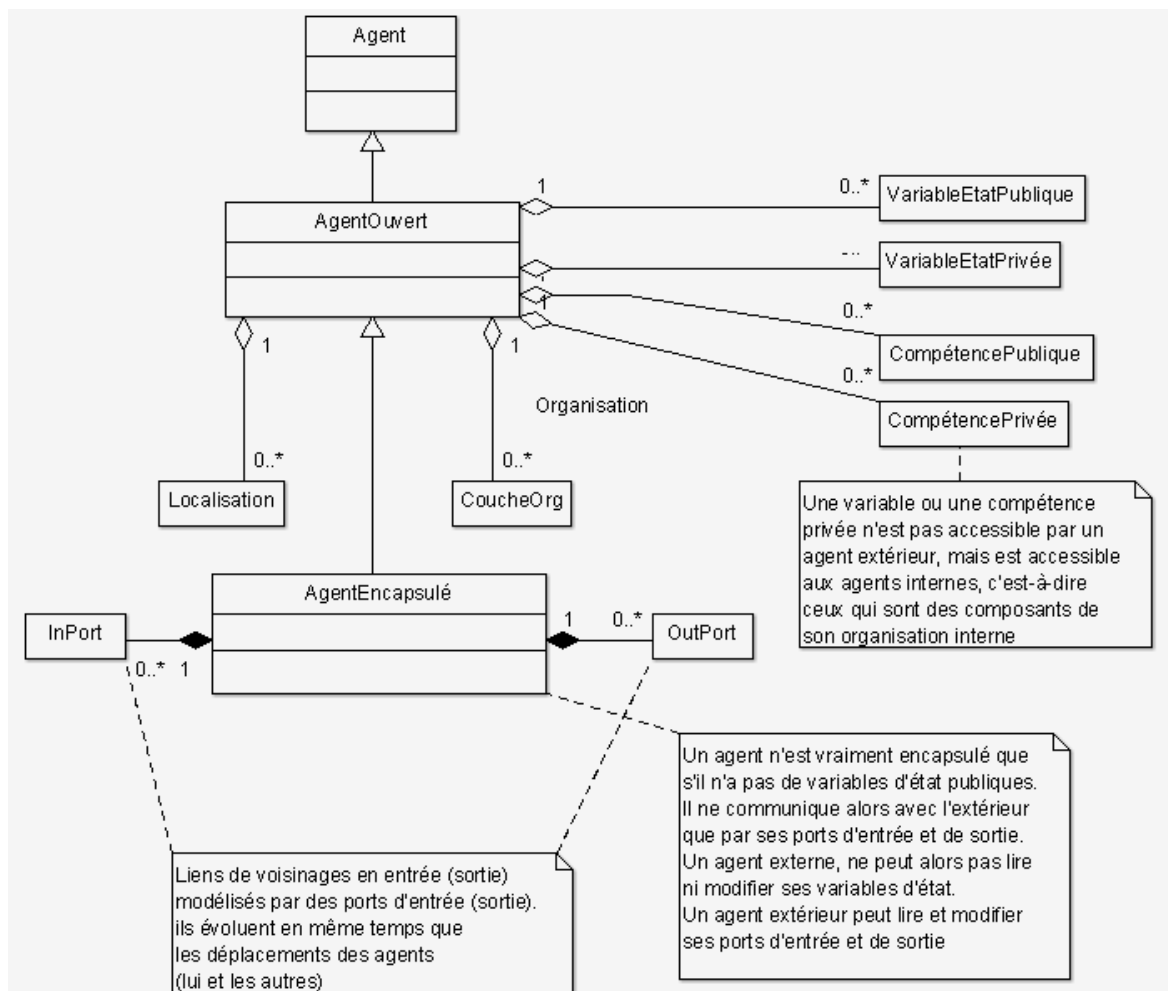 Agent
AgentOuvert
1
0..*
VariableEtatPublique
VariableEtatPrivée
1
0..*
CompétencePublique
0..*
CompétencePrivée
1
1
Organisation
0..*
0..*
Localisation
CoucheOrg
Une variable ou une compétence
privée n'est pas accessible par un
agent extérieur, mais est accessible
aux agents internes, c'est-à-dire
ceux qui sont des composants de
son organisation interne
AgentEncapsulé
InPort
0..* 1
1
0..*
OutPort
Un agent n'est vraiment encapsulé que
s'il n'a pas de variables d'état publiques.
Il ne communique alors avec l'extérieur
que par ses ports d'entrée et de sortie.
Un agent externe, ne peut alors pas lire
ni modifier ses variables d'état.
Un agent extérieur peut lire et modifier
ses ports d'entrée et de sortie
Liens de voisinages en entrée (sortie)
modélisés par des ports d'entrée (sortie).
ils évoluent en même temps que
les déplacements des agents
(lui et les autres)